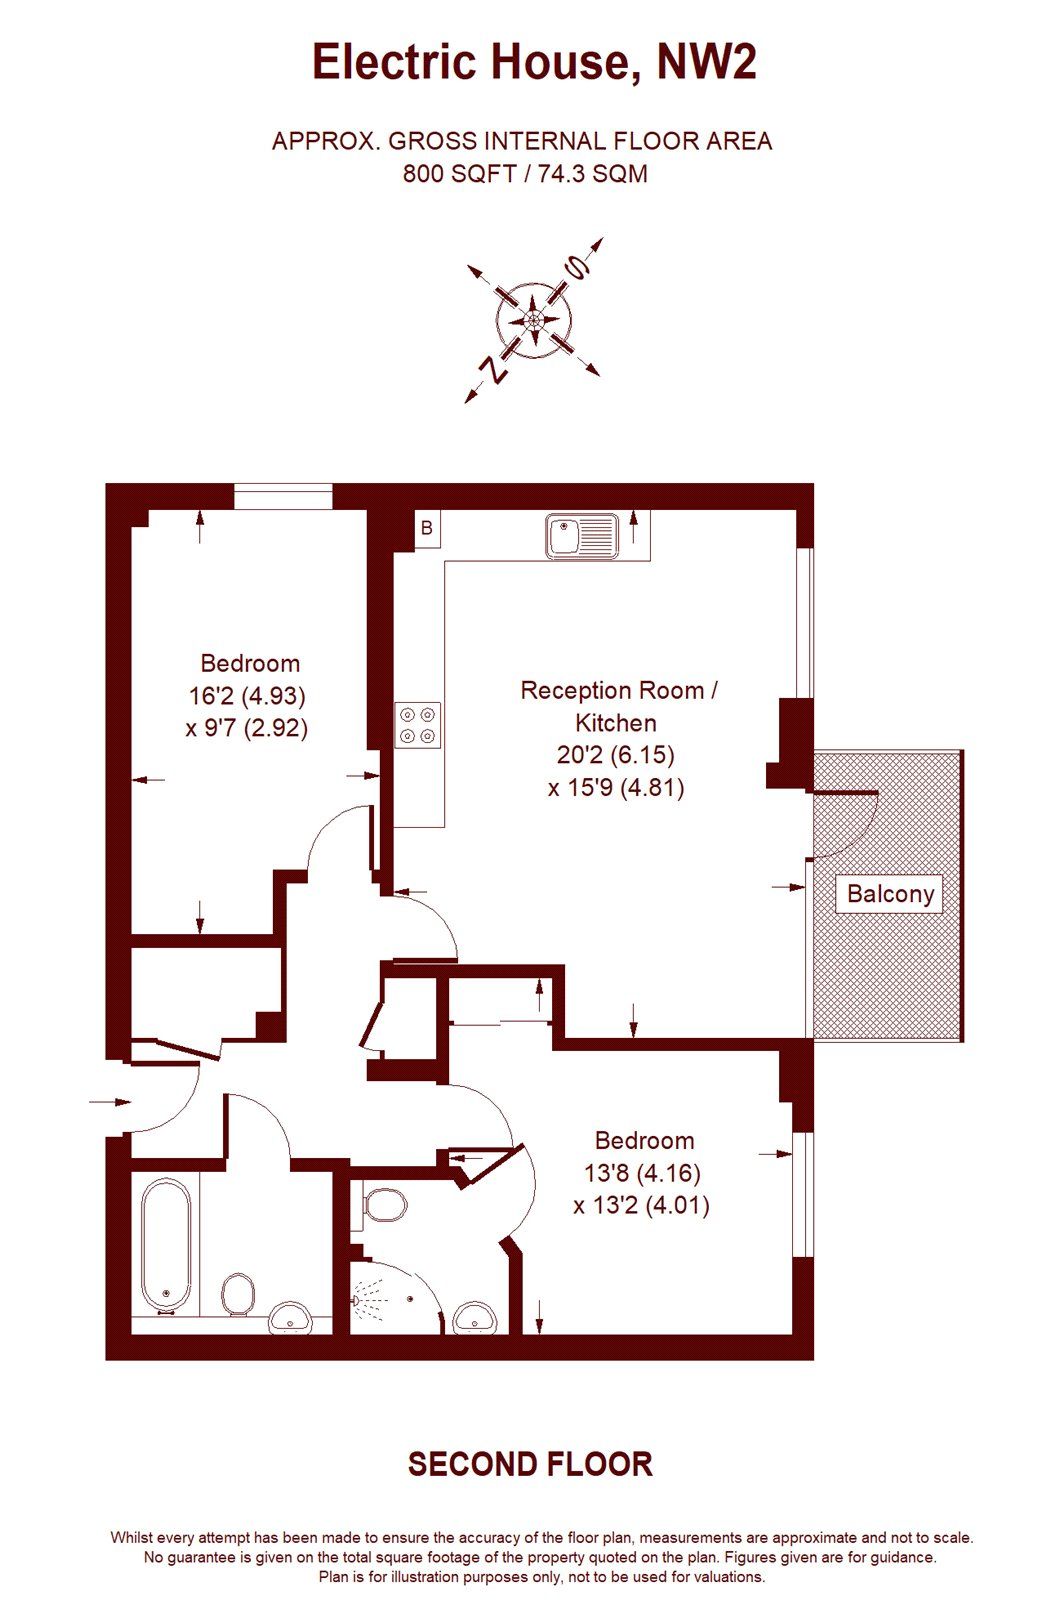 Electric House, NW2
APPROX. GROSS INTERNAL FLOOR AREA
800 SQFT / 74.3 SQM
S
N
B
Bedroom
16'2 (4.93)
x 9'7 (2.92)
Reception Room /
Kitchen
20'2 (6.15)
x 15'9 (4.81)
Balcony
Bedroom
13'8 (4.16)
x 13'2 (4.01)
SECOND FLOOR
Whilst every attempt has been made to ensure the accuracy of the floor plan, measurements are approximate and not to scale.
No guarantee is given on the total square footage of the property quoted on the plan. Figures given are for guidance.
Plan is for illustration purposes only, not to be used for valuations.